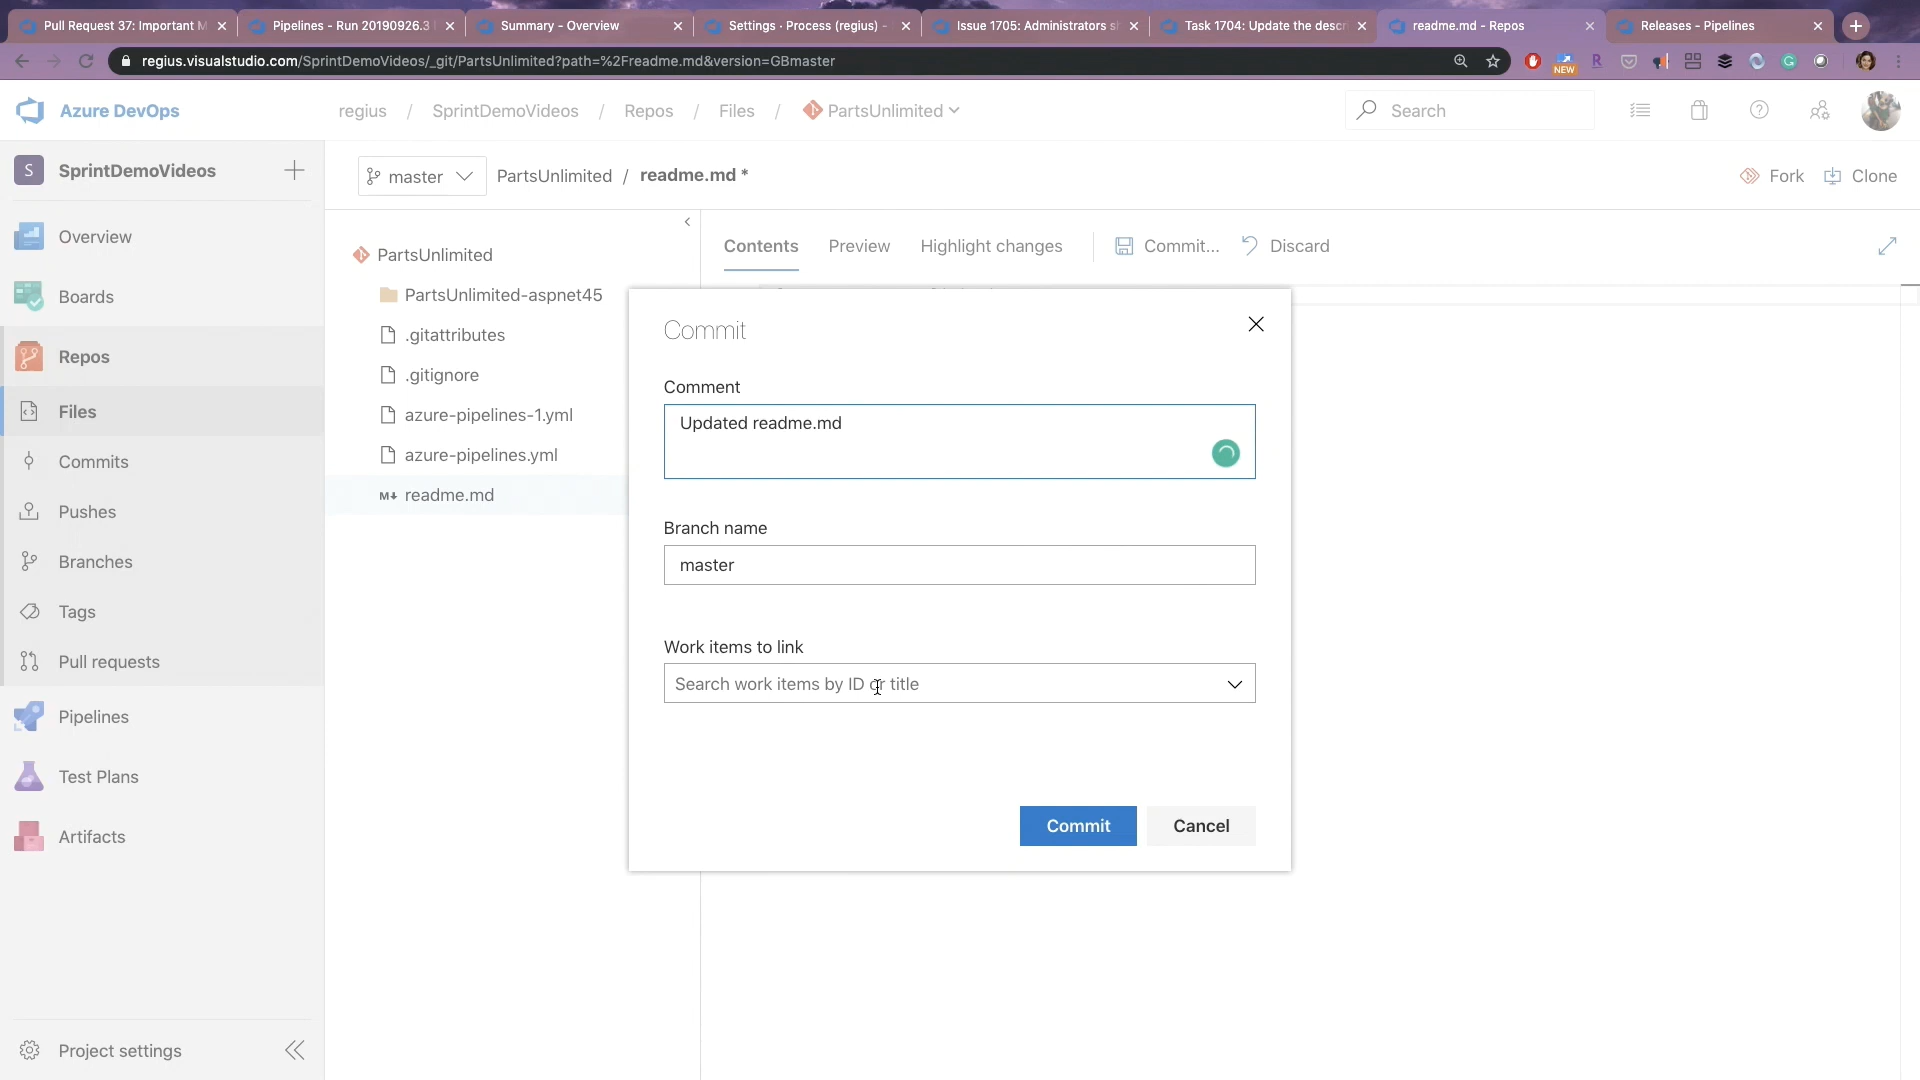 Pull Request 37: Important M
Pipelines - Run 20190926.3
Summary - Overview
Settings · Process (regius) -
Issue 1705: Administrators s
Task 1704: Update the descr
readme.md - Repos
Releases - Pipelines
regius.visualstudio.com/SprintDemoVideos/_git/PartsUnlimited?path=%2Freadme.md&version=GBmaster
NEW
R
G
Azure DevOps
regius / SprintDemoVideos / Repos / Files / PartsUnlimited
Search
S SprintDemoVideos
master PartsUnlimited / readme.md *
Fork Clone
Overview
Boards
Repos
Files
Commits
Pushes
Branches
Tags
Pull requests
Pipelines
Test Plans
Artifacts
Project settings
PartsUnlimited
PartsUnlimited-aspnet45
.gitattributes
.gitignore
azure-pipelines-1.yml
azure-pipelines.yml
M↓ readme.md
Contents Preview Highlight changes Commit... Discard
Commit
Comment
Updated readme.md
Branch name
master
Work items to link
Search work items by ID or title
Commit Cancel